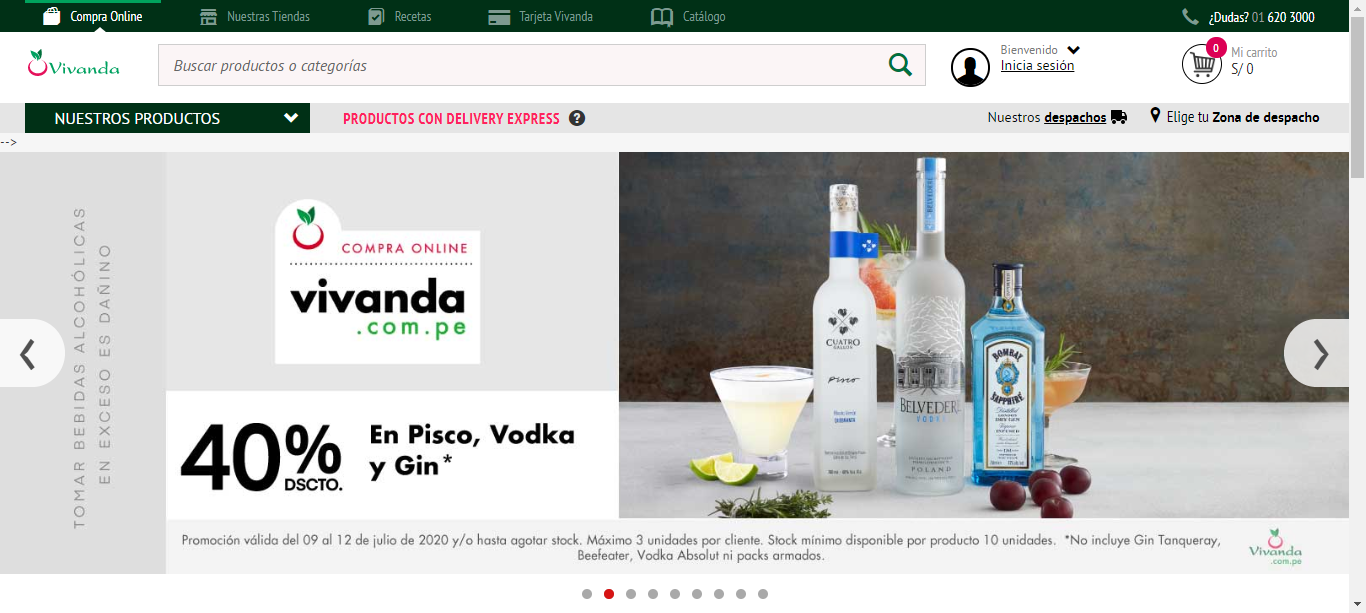 Compra Online
Nuestras Tiendas
Recetas
Tarjeta Vivanda
Catálogo
¿Dudas? 01 620 3000
Vivanda
Buscar productos o categorías
Bienvenido
Inicia sesión
0
Mi carrito
S/ 0
NUESTROS PRODUCTOS
PRODUCTOS CON DELIVERY EXPRESS ?
Nuestros despachos
Elige tu Zona de despacho
-->
TOMAR BEBIDAS ALCOHÓLICAS
EN EXCESO ES DAÑINO
COMPRA ONLINE
vivanda
.com.pe
40%
DSCTO.
En Pisco, Vodka
y Gin*
CUATRO
GALLOS
Pisco
BELVEDERE
BELVEDERE
VODKA
POLAND
BOMBAY
SAPPHIRE
Promoción válida del 09 al 12 de julio de 2020 y/o hasta agotar stock. Máximo 3 unidades por cliente. Stock mínimo disponible por producto 10 unidades. *No incluye Gin Tanqueray,
Beefeater, Vodka Absolut ni packs armados.
Vivanda
.com.pe